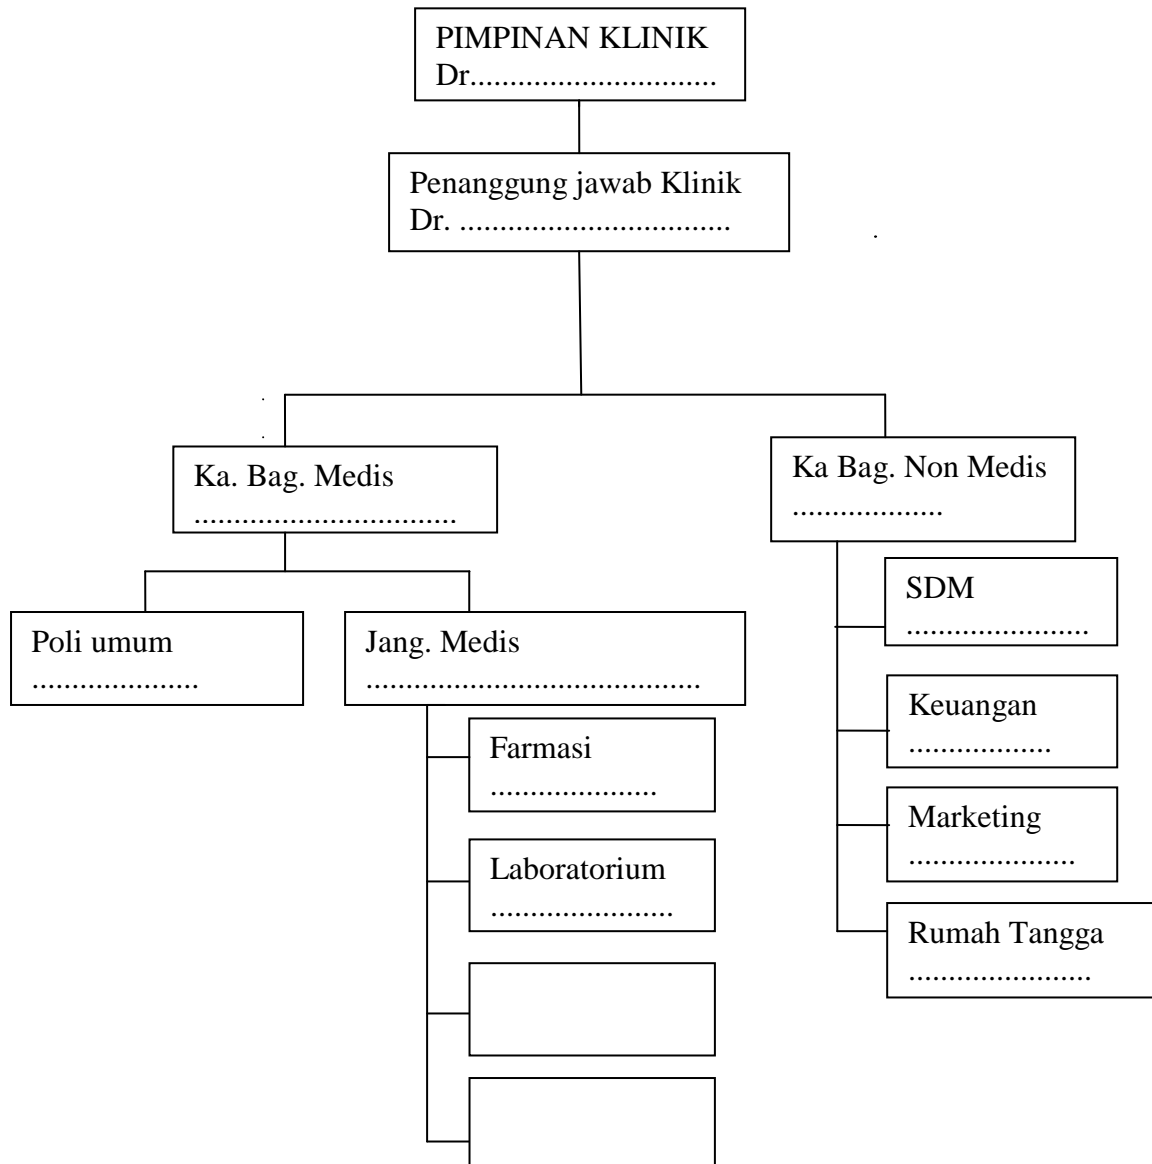 PIMPINAN KLINIK
Dr...............................
Penanggung jawab Klinik
Dr. ..................................
Ka. Bag. Medis
.................................
Ka Bag. Non Medis
...................
Poli umum
.....................
Jang. Medis
..........................................
SDM
.......................
Keuangan
..................
Marketing
.....................
Rumah Tangga
.......................
Farmasi
.....................
Laboratorium
.......................